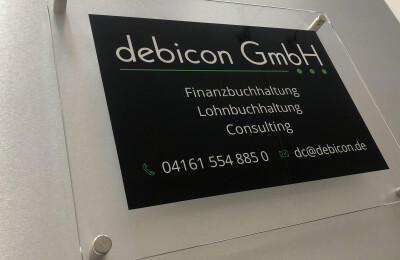 debicon GmbH
Finanzbuchhaltung
Lohnbuchhaltung
Consulting
04161 554 885 0 dc@debicon.de